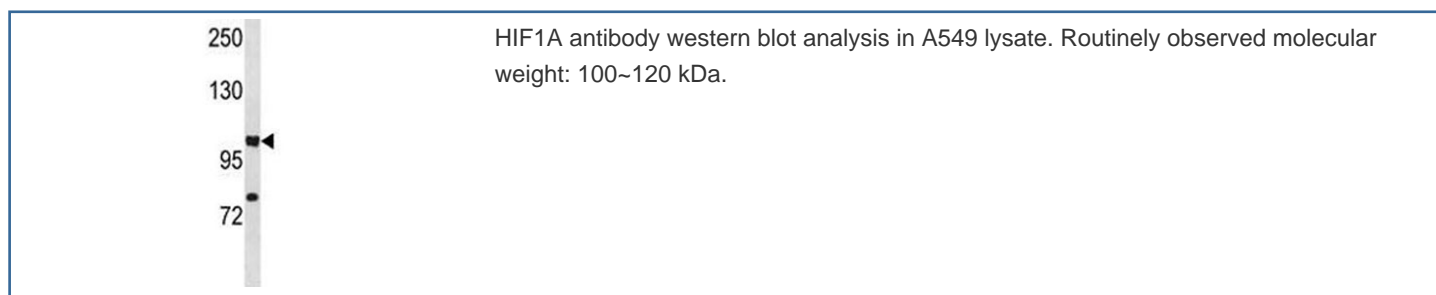 250
130
95
72
HIF1A antibody western blot analysis in A549 lysate. Routinely observed molecular
weight: 100~120 kDa.